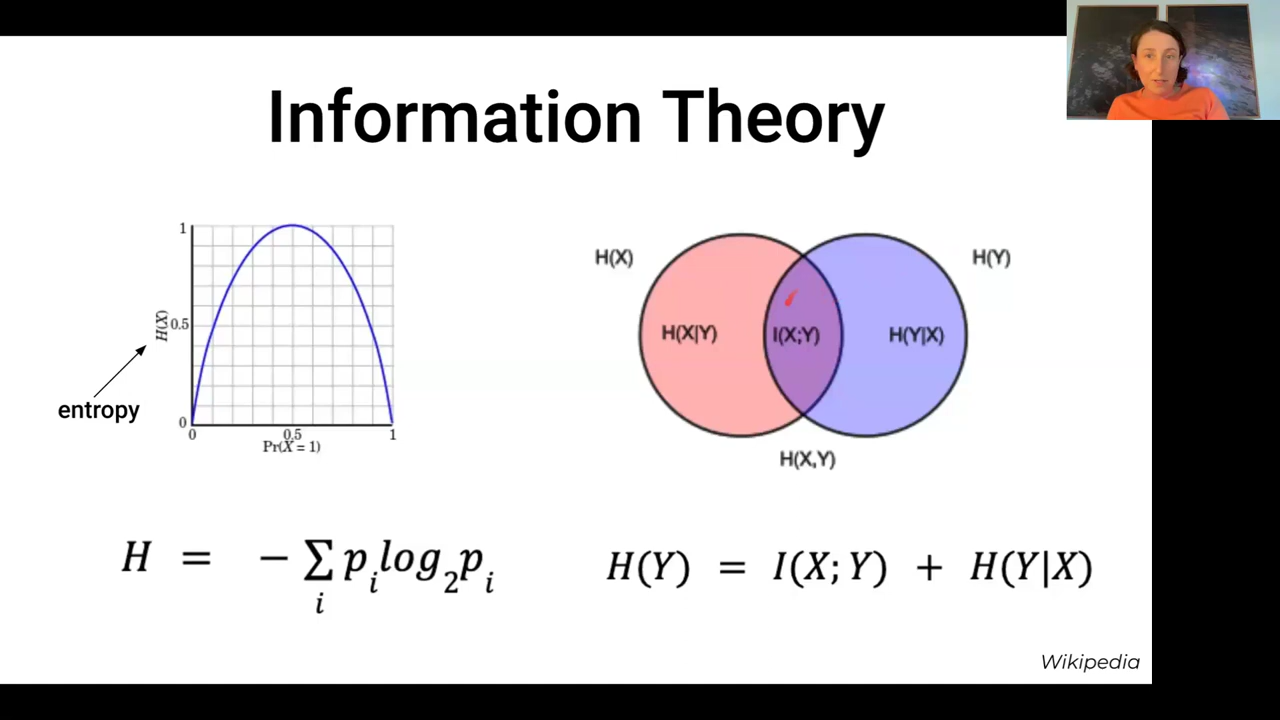 Information Theory
1
H(X)
0.5
entropy
0
0
0.5
1
Pr(X = 1)
H(X)
H(Y)
H(X|Y)
I(X;Y)
H(Y|X)
H(X,Y)
H = − ∑ᵢ pᵢlog₂pᵢ
H(Y) = I(X; Y) + H(Y|X)
Wikipedia